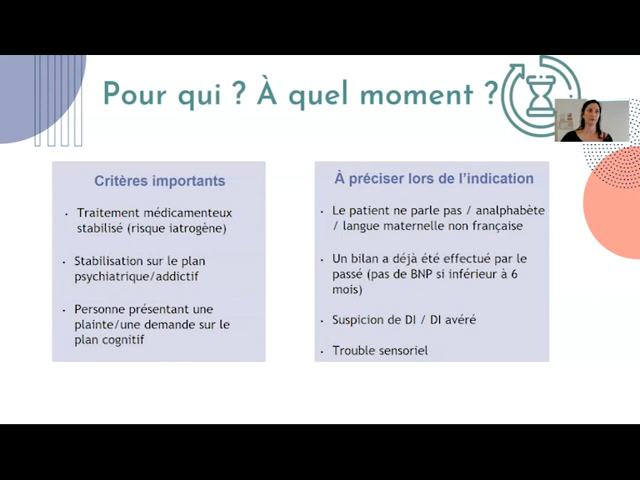 Pour qui ? À quel moment ?
Critères importants
• Traitement médicamenteux
stabilisé (risque iatrogène)
• Stabilisation sur le plan
psychiatrique/addictif
• Personne présentant une
plainte/une demande sur le
plan cognitif
À préciser lors de l'indication
• Le patient ne parle pas / analphabète
/ langue maternelle non française
• Un bilan a déjà été effectué par le
passé (pas de BNP si inférieur à 6
mois)
• Suspicion de DI / DI avéré
• Trouble sensoriel